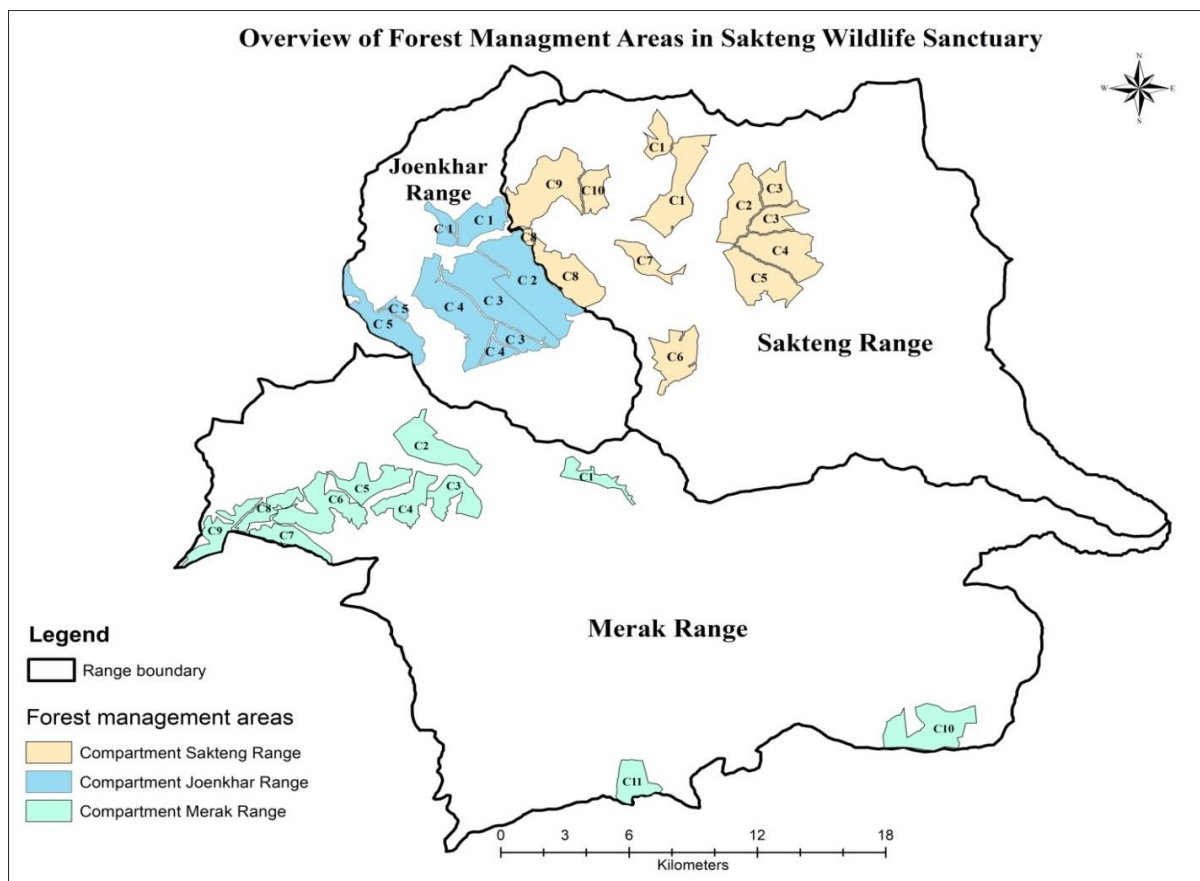 Overview of Forest Managment Areas in Sakteng Wildlife Sanctuary
N
W
E
S
Joenkhar
Range
C1
C9
C10
C1
C3
C2
C3
C 1
C 1
C8
C4
C7
C8
C5
C 2
C 3
C 4
C 5
C 5
C 3
C 4
Sakteng Range
C6
C2
C1
C5
C3
C6
C4
C8
C9
C7
Merak Range
C10
C11
Legend
Range boundary
Forest management areas
Compartment Sakteng Range
Compartment Joenkhar Range
Compartment Merak Range
0 3 6 12 18
Kilometers